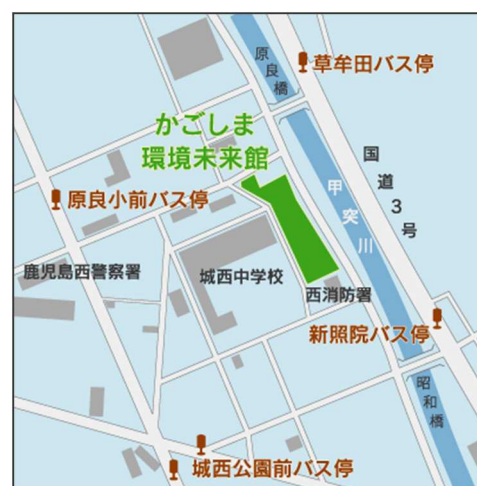 原良橋
草牟田バス停
かごしま
環境未来館
国道3号
甲突川
原良小前バス停
鹿児島西警察署
城西中学校
西消防署
新照院バス停
昭和橋
城西公園前バス停